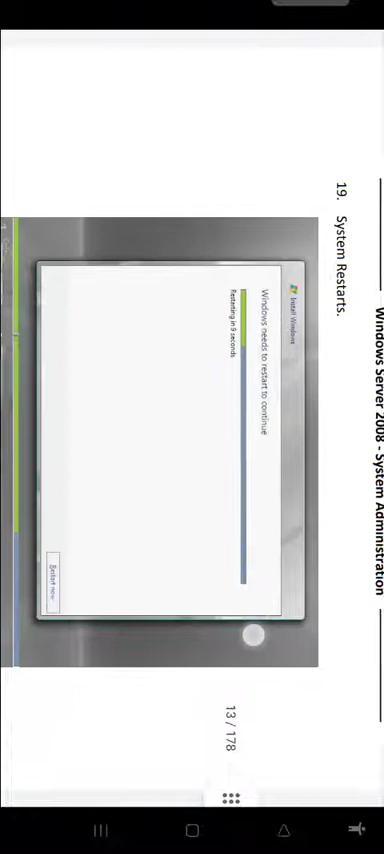 Windows Server 2008 - System Administration
19. System Restarts.
Install Windows
Windows needs to restart to continue
Restarting in 9 seconds
Restart now
13 / 178